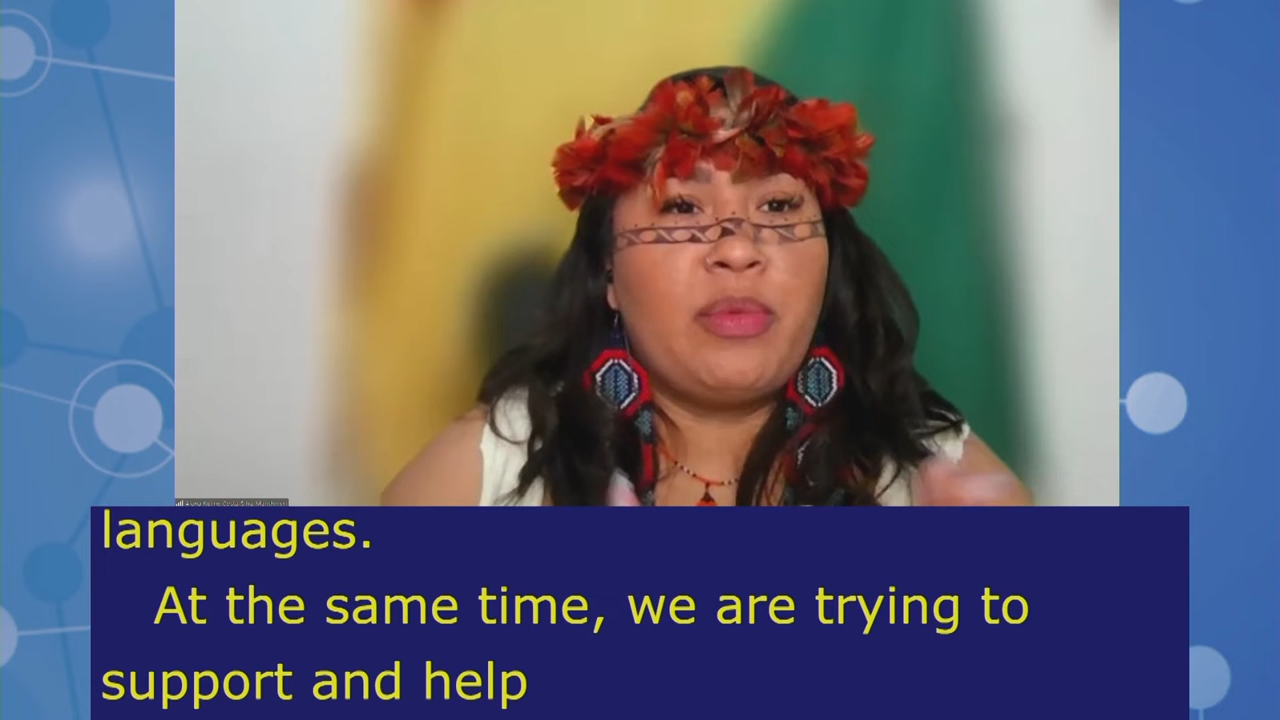 languages.
At the same time, we are trying to
support and help